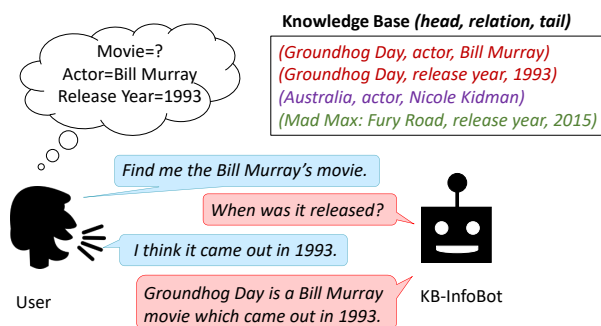 Movie=?
Actor=Bill Murray
Release Year=1993
Knowledge Base (head, relation, tail)
(Groundhog Day, actor, Bill Murray)
(Groundhog Day, release year, 1993)
(Australia, actor, Nicole Kidman)
(Mad Max: Fury Road, release year, 2015)
Find me the Bill Murray's movie.
When was it released?
I think it came out in 1993.
Groundhog Day is a Bill Murray
movie which came out in 1993.
User
KB-InfoBot